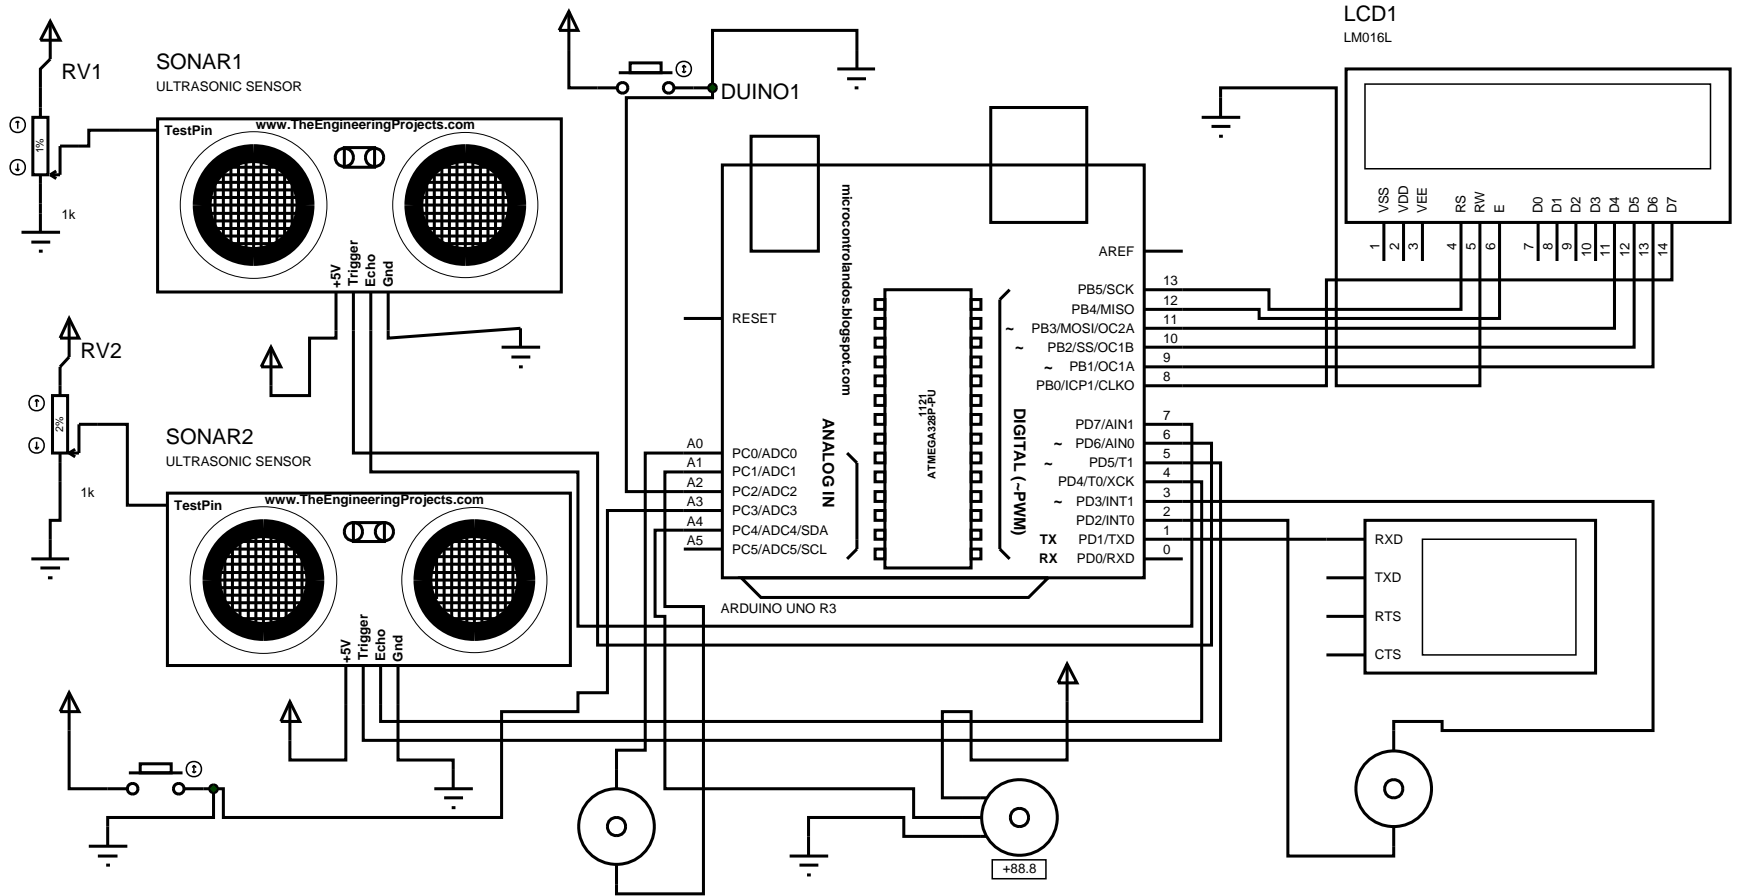 LCD1
LM016L
SONAR1
ULTRASONIC SENSOR
RV1
1%
1k
TestPin
www.TheEngineeringProjects.com
+5V
Trigger
Echo
Gnd
DUINO1
RV2
2%
1k
SONAR2
ULTRASONIC SENSOR
TestPin
www.TheEngineeringProjects.com
+5V
Trigger
Echo
Gnd
microcontrolandos.blogspot.com
RESET
AREF
A0 PC0/ADC0
A1 PC1/ADC1
A2 PC2/ADC2
A3 PC3/ADC3
A4 PC4/ADC4/SDA
A5 PC5/ADC5/SCL
ANALOG IN
1121
ATMEGA328P-PU
DIGITAL (~PWM)
PB5/SCK 13
PB4/MISO 12
~ PB3/MOSI/OC2A 11
~ PB2/SS/OC1B 10
~ PB1/OC1A 9
PB0/ICP1/CLKO 8
PD7/AIN1 7
~ PD6/AIN0 6
~ PD5/T1 5
PD4/T0/XCK 4
~ PD3/INT1 3
PD2/INT0 2
TX PD1/TXD 1
RX PD0/RXD 0
ARDUINO UNO R3
VSS
VDD
VEE
RS
RW
E
D0
D1
D2
D3
D4
D5
D6
D7
1
2
3
4
5
6
7
8
9
10
11
12
13
14
RXD
TXD
RTS
CTS
+88.8